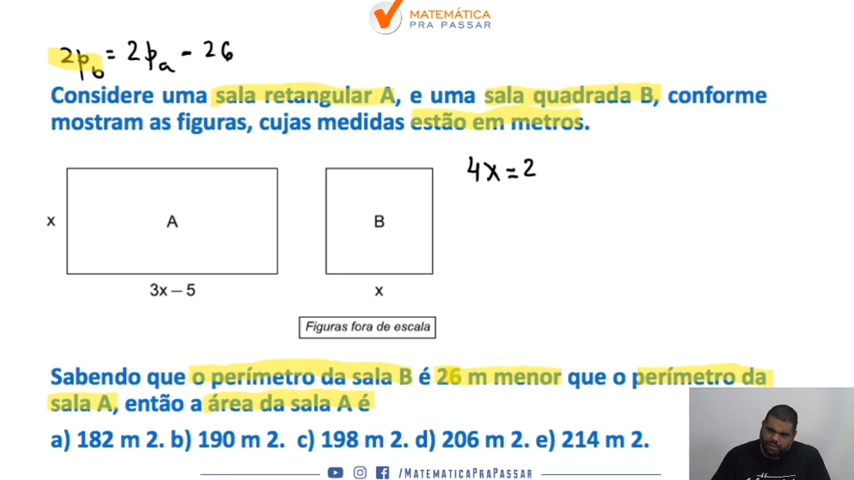 MATEMÁTICA
PRA PASSAR
2p_b = 2p_a - 26
Considere uma sala retangular A, e uma sala quadrada B, conforme
mostram as figuras, cujas medidas estão em metros.
4x = 2
x
A
B
3x – 5
x
Figuras fora de escala
Sabendo que o perímetro da sala B é 26 m menor que o perímetro da
sala A, então a área da sala A é
a) 182 m 2. b) 190 m 2. c) 198 m 2. d) 206 m 2. e) 214 m 2.
/MATEMATICAPRAPASSAR